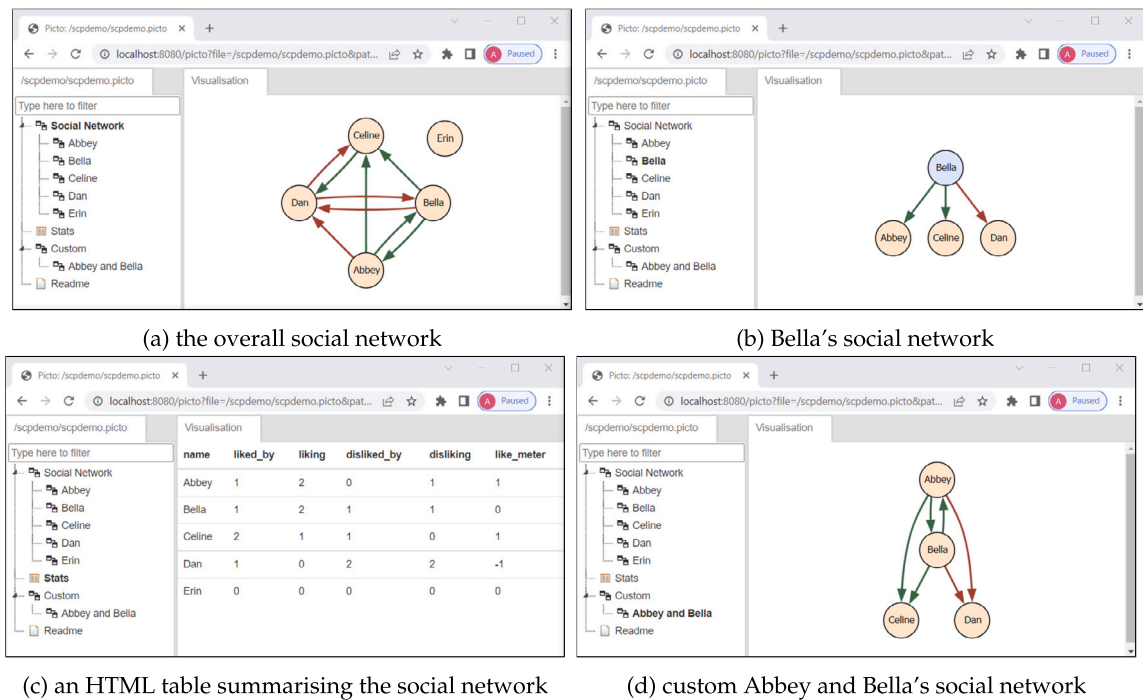 Picto: /scpdemo/scpdemo.picto
localhost:8080/picto?file=/scpdemo/scpdemo.picto&pat...
A Paused
/scpdemo/scpdemo.picto
Visualisation
Type here to filter
Social Network
Abbey
Bella
Celine
Dan
Erin
Stats
Custom
Abbey and Bella
Readme
Celine
Erin
Dan
Bella
Abbey
(a) the overall social network
Picto: /scpdemo/scpdemo.picto
localhost:8080/picto?file=/scpdemo/scpdemo.picto&pat...
A Paused
/scpdemo/scpdemo.picto
Visualisation
Type here to filter
Social Network
Abbey
Bella
Celine
Dan
Erin
Stats
Custom
Abbey and Bella
Readme
Bella
Abbey Celine Dan
(b) Bella's social network
Picto: /scpdemo/scpdemo.picto
localhost:8080/picto?file=/scpdemo/scpdemo.picto&pat...
A Paused
/scpdemo/scpdemo.picto
Visualisation
Type here to filter
Social Network
Abbey
Bella
Celine
Dan
Erin
Stats
Custom
Abbey and Bella
Readme
name liked_by liking disliked_by disliking like_meter
Abbey 1 2 0 1 1
Bella 1 2 1 1 0
Celine 2 1 1 0 1
Dan 1 0 2 2 -1
Erin 0 0 0 0 0
(c) an HTML table summarising the social network
Picto: /scpdemo/scpdemo.picto
localhost:8080/picto?file=/scpdemo/scpdemo.picto&pat...
A Paused
/scpdemo/scpdemo.picto
Visualisation
Type here to filter
Social Network
Abbey
Bella
Celine
Dan
Erin
Stats
Custom
Abbey and Bella
Readme
Abbey
Bella
Celine Dan
(d) custom Abbey and Bella's social network